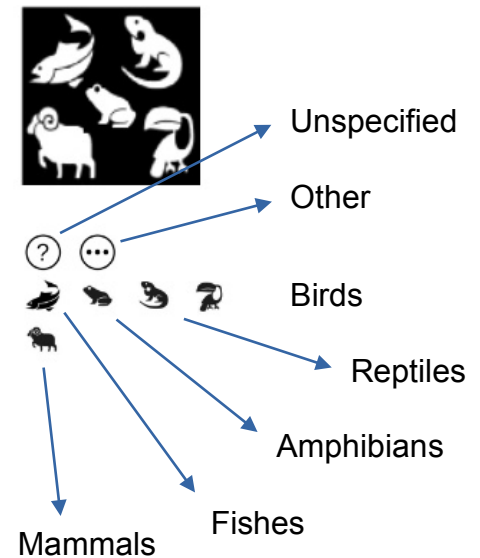 Unspecified
Other
?
Birds
Reptiles
Amphibians
Fishes
Mammals